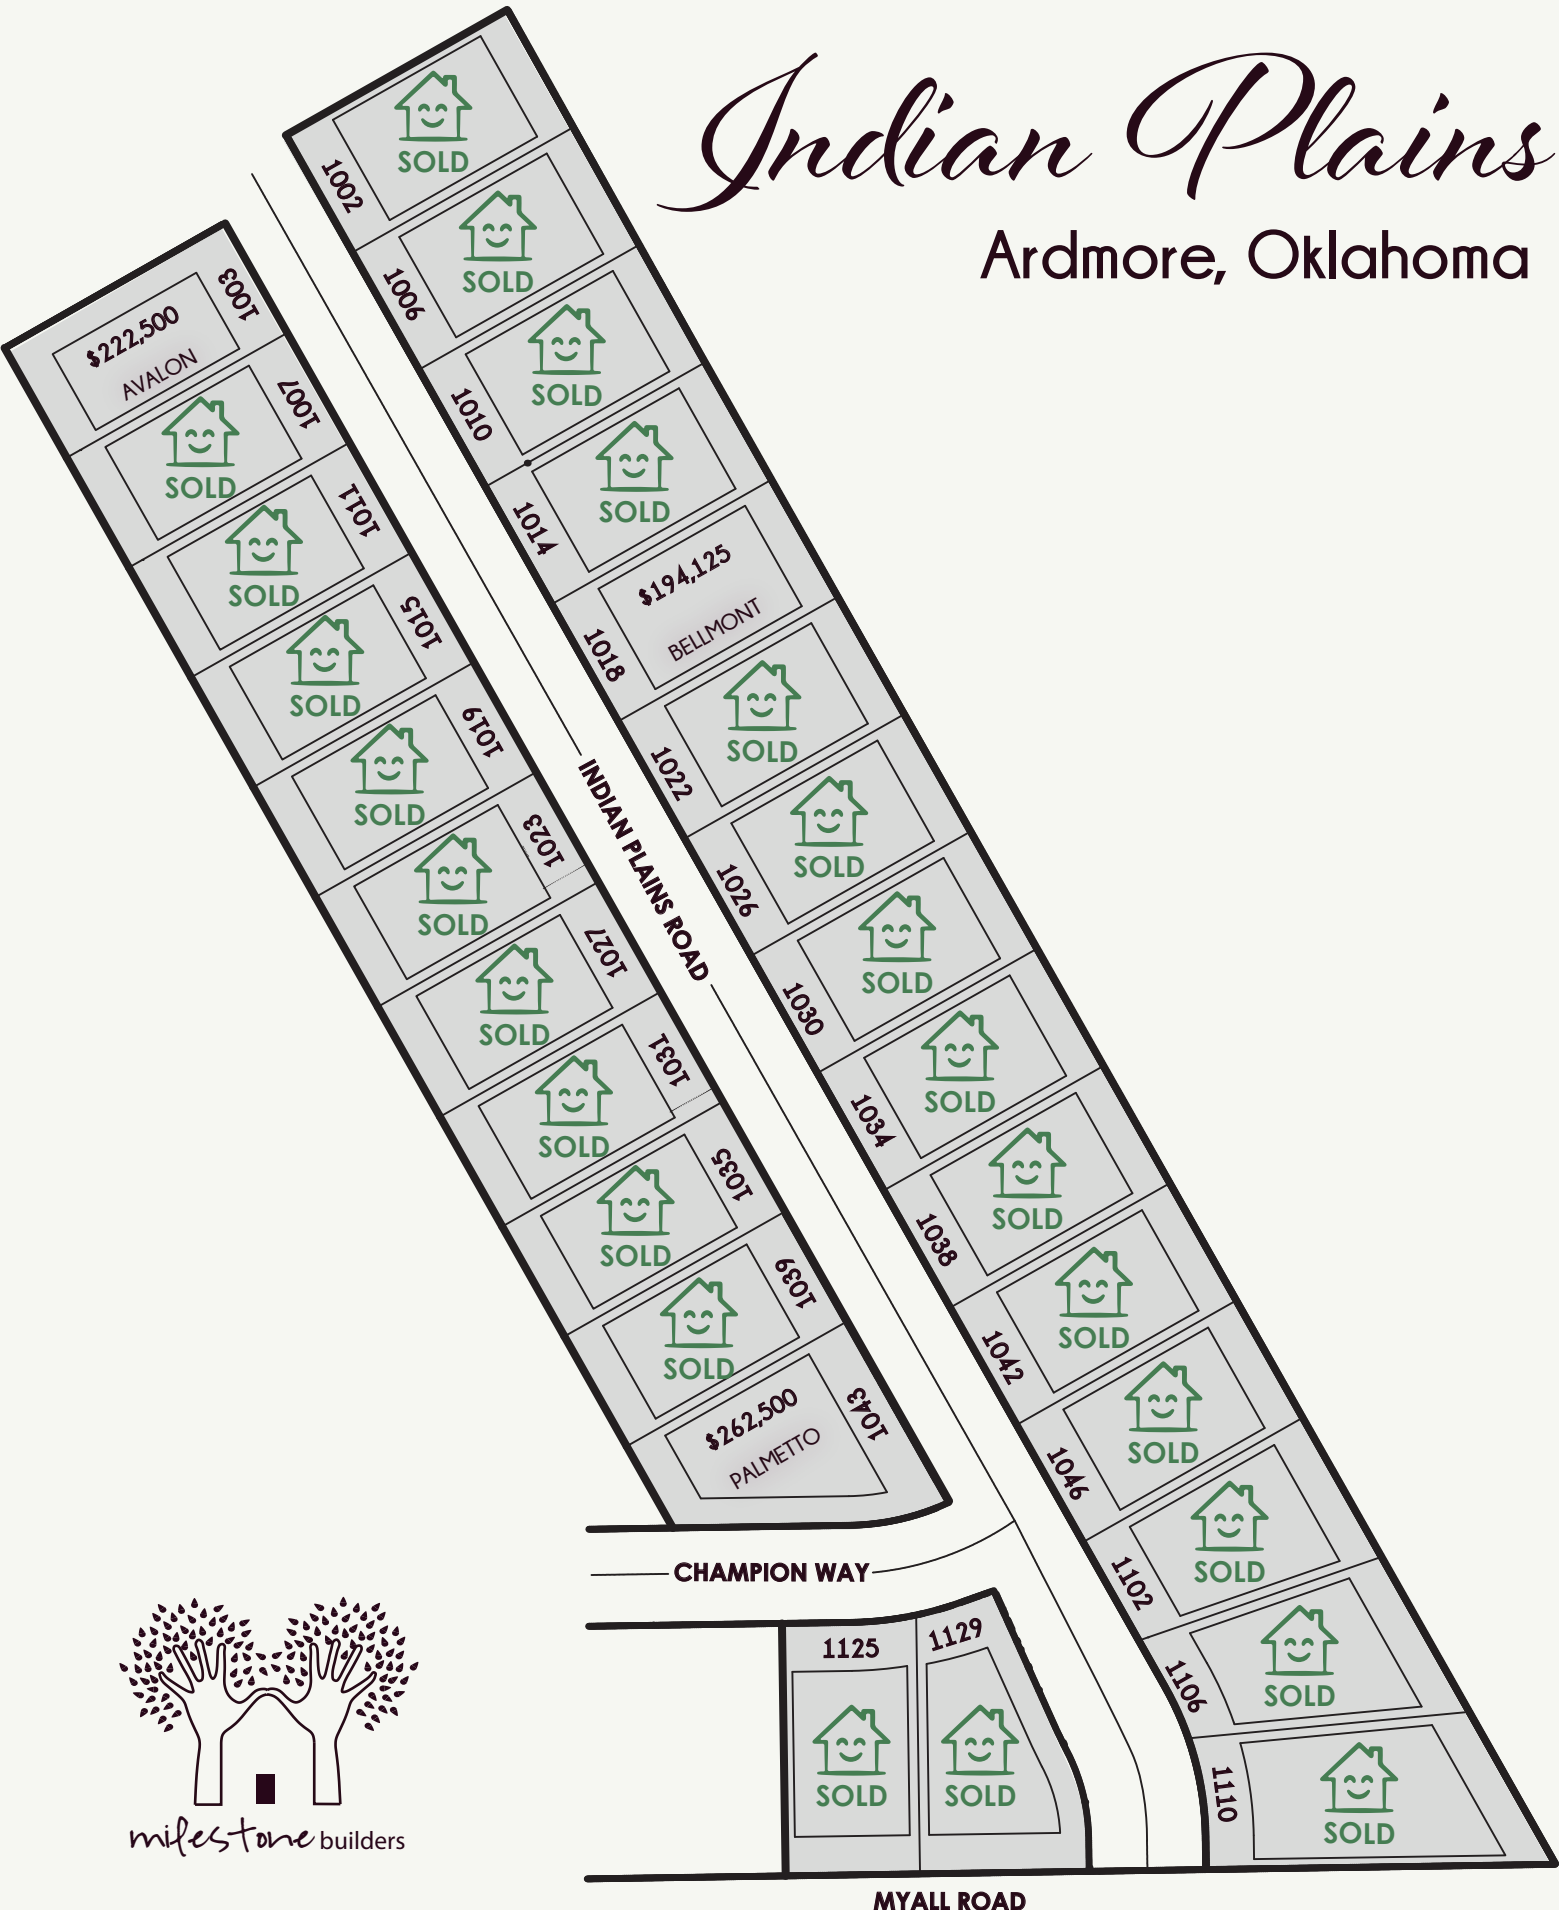 Indian Plains
Ardmore, Oklahoma
1002
SOLD
1006
SOLD
1010
SOLD
1014
SOLD
1018
$194,125
BELLMONT
1022
SOLD
1026
SOLD
1030
SOLD
1034
SOLD
1038
SOLD
1042
SOLD
1046
SOLD
1102
SOLD
1106
SOLD
1110
SOLD
1003
$222,500
AVALON
1007
SOLD
1011
SOLD
1015
SOLD
1019
SOLD
1023
SOLD
1027
SOLD
1031
SOLD
1035
SOLD
1039
SOLD
1043
$262,500
PALMETTO
INDIAN PLAINS ROAD
CHAMPION WAY
1125
SOLD
1129
SOLD
MYALL ROAD
milestone builders